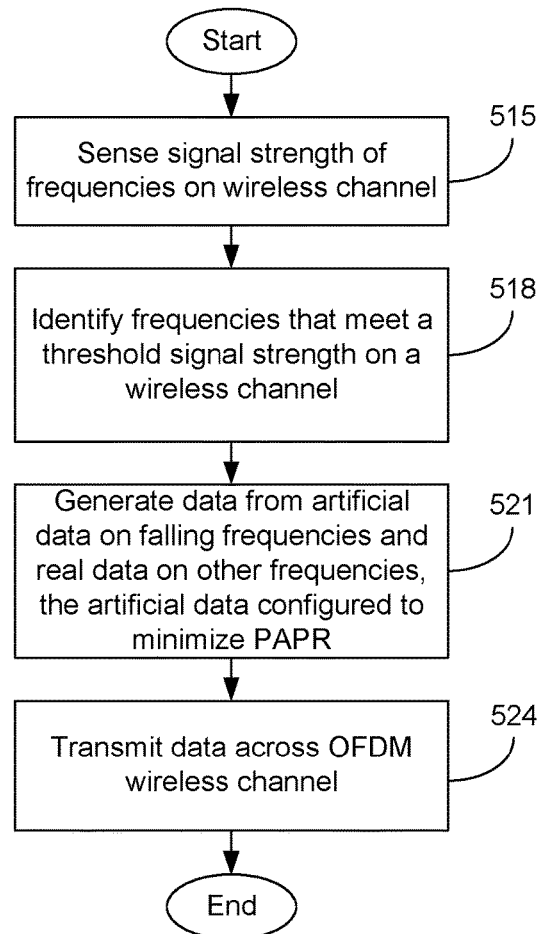 Start
515
Sense signal strength of
frequencies on wireless channel
518
Identify frequencies that meet a
threshold signal strength on a
wireless channel
521
Generate data from artificial
data on falling frequencies and
real data on other frequencies,
the artificial data configured to
minimize PAPR
524
Transmit data across OFDM
wireless channel
End